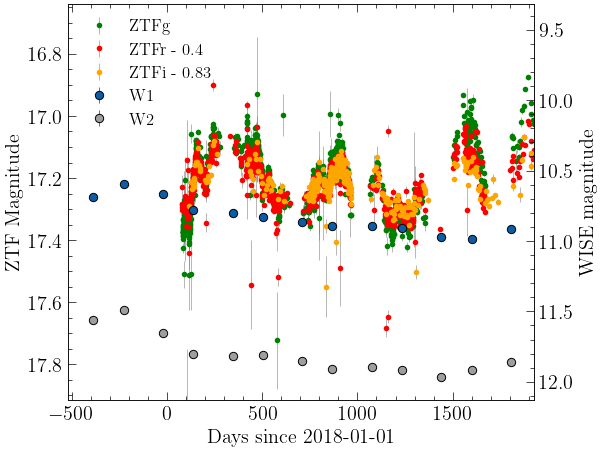 ZTFg
ZTFr - 0.4
ZTFi - 0.83
W1
W2
16.8
17.0
17.2
17.4
17.6
17.8
ZTF Magnitude
9.5
10.0
10.5
11.0
11.5
12.0
WISE magnitude
−500
0
500
1000
1500
Days since 2018-01-01